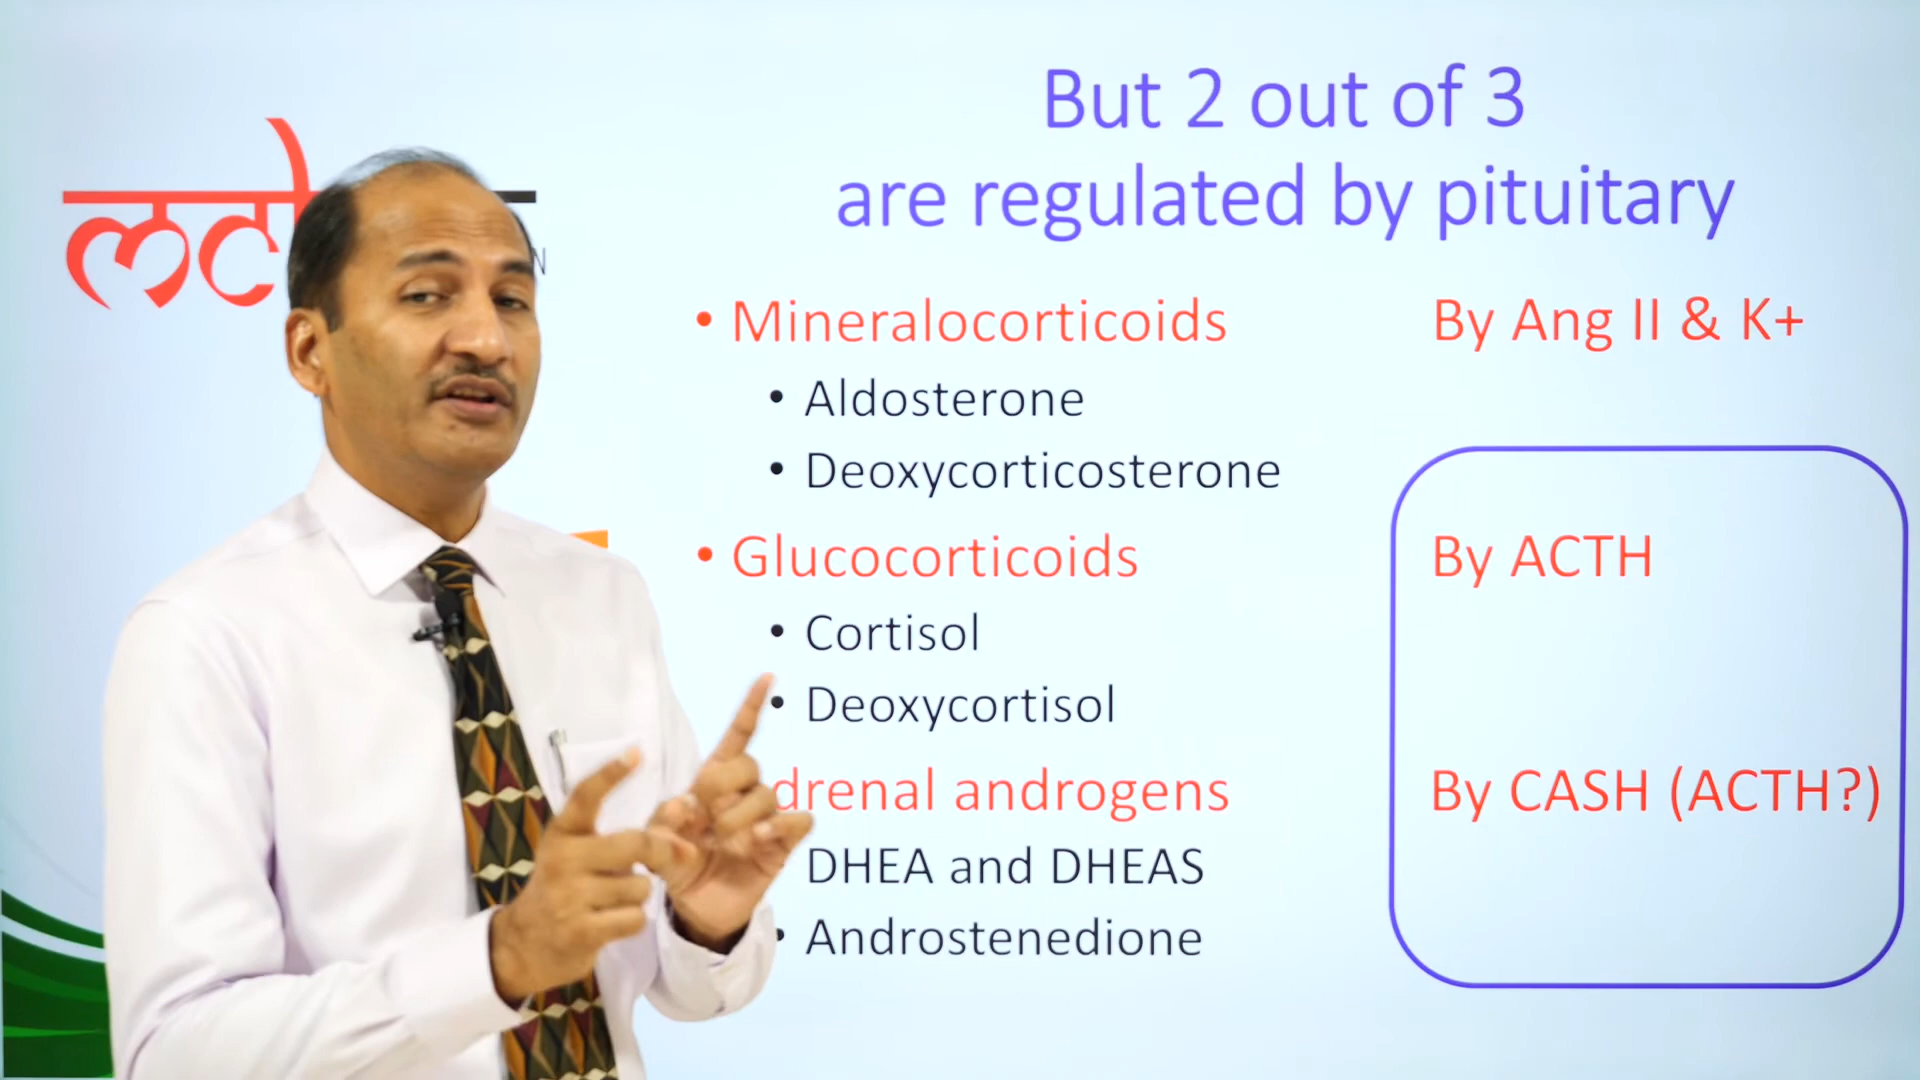 But 2 out of 3
are regulated by pituitary
• Mineralocorticoids By Ang II & K+
• Aldosterone
• Deoxycorticosterone
• Glucocorticoids By ACTH
• Cortisol
• Deoxycortisol
drenal androgens By CASH (ACTH?)
DHEA and DHEAS
• Androstenedione